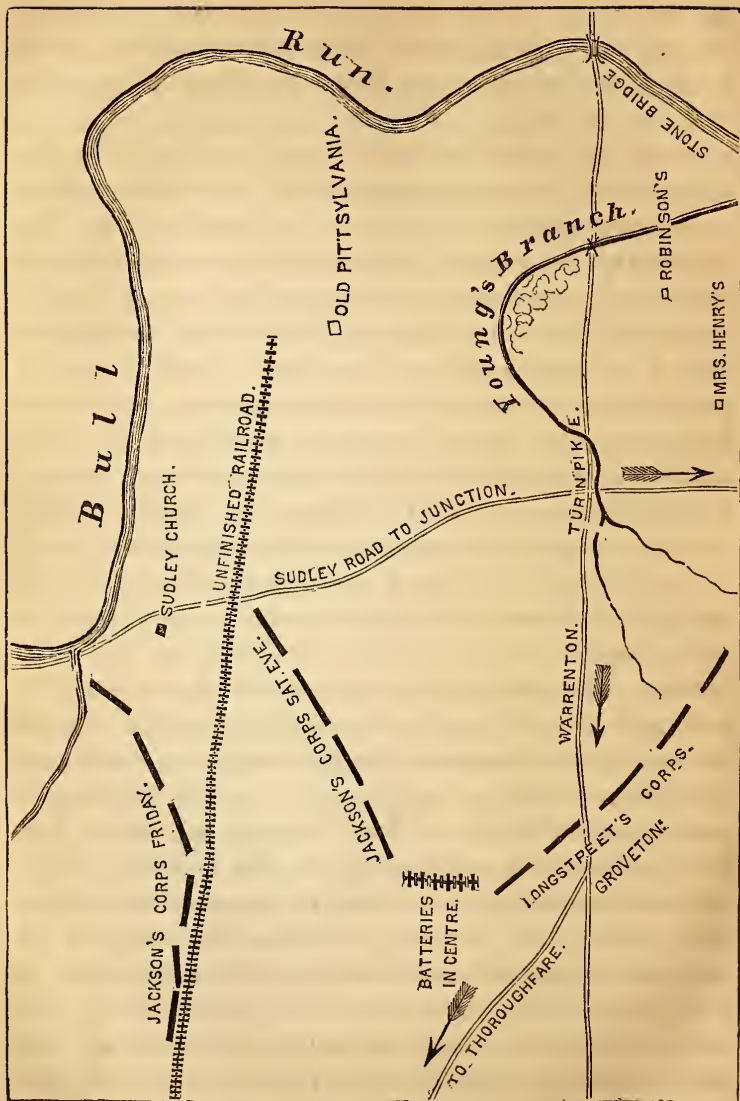 Bull
Run.
OLD PITTSYLVANIA.
STONE BRIDGE
Young's Branch.
ROBINSON'S
MRS. HENRY'S
SUDLEY CHURCH.
UNFINISHED RAILROAD.
SUDLEY ROAD TO JUNCTION.
TURNPIKE.
WARRENTON.
JACKSON'S CORPS FRIDAY.
JACKSON'S CORPS SAT. EVE.
BATTERIES
IN CENTRE.
LONGSTREET'S CORPS.
GROVETON.
TO THOROUGHFARE.